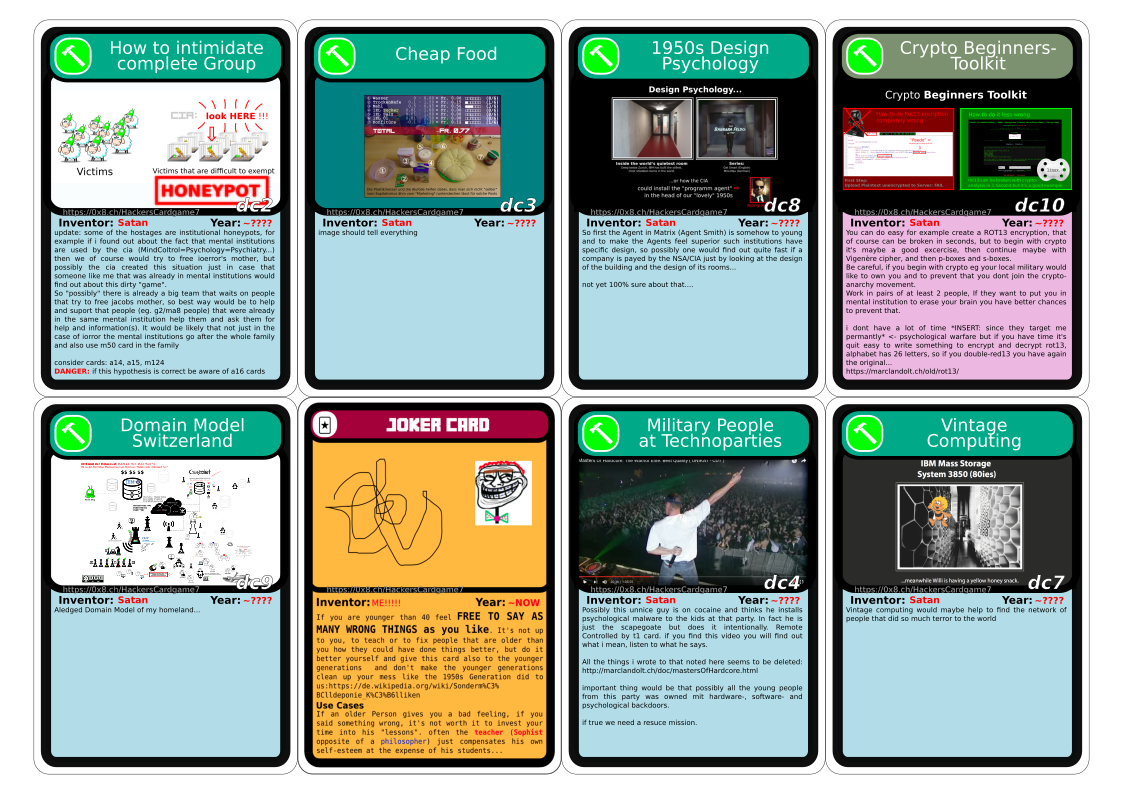 How to intimidate
complete Group
CIA:
look HERE !!!
Victims
Victims that are difficult to exempt
HONEYPOT
dc2
https://0x8.ch/HackersCardgame7
Inventor: Satan Year: ~????
update: some of the hostages are institutional honeypots, for
example if i found out about the fact that mental institutions
are used by the cia (MindColtrol=Psychology=Psychiatry...)
then we of course would try to free ioerror's mother, but
possibly the cia created this situation just in case that
someone like me that was already in mental institutions would
find out about this dirty "game".
So "possibly" there is already a big team that waits on people
that try to free jacobs mother, so best way would be to help
and suport that people (eg. g2/ma8 people) that were already
in the same mental institution help them and ask them for
help and information(s). It would be likely that not just in the
case of iorror the mental institutions go after the whole family
and also use m50 card in the family
consider cards: a14, a15, m124
DANGER: if this hypothesis is correct be aware of a16 cards
Cheap Food
TOTAL
FR. 0.77
dc3
https://0x8.ch/HackersCardgame7
Inventor: Satan Year: ~????
image should tell everything
1950s Design
Psychology
Design Psychology...
Inside the world's quietest room
Series:
...or how the CIA
could install the "programm agent"
in the head of our "lovely" 1950s
dc8
https://0x8.ch/HackersCardgame7
Inventor: Satan Year: ~????
So first the Agent in Matrix (Agent Smith) is somehow to young
and to make the Agents feel superior such institutions have
specific design, so possibly one would find out quite fast if a
company is payed by the NSA/CIA just by looking at the design
of the building and the design of its rooms...
not yet 100% sure about that....
Crypto Beginners-
Toolkit
Crypto Beginners Toolkit
How to do ROT13 encryption
completely wrong
How to do it less wrong
First Step:
Upload Plaintext unencrypted to Server: FAIL
dc10
https://0x8.ch/HackersCardgame7
Inventor: Satan Year: ~????
You can do easy for example create a ROT13 encryption, that
of course can be broken in seconds, but to begin with crypto
it's maybe a good excercise, then continue maybe with
Vigenère cipher, and then p-boxes and s-boxes.
Be careful, if you begin with crypto eg your local military would
like to own you and to prevent that you dont join the crypto-
anarchy movement.
Work in pairs of at least 2 people, If they want to put you in
mental institution to erase your brain you have better chances
to prevent that.
i dont have a lot of time *INSERT: since they target me
permantly* <- psychological warfare but if you have time it's
quit easy to write something to encrypt and decrypt rot13,
alphabet has 26 letters, so if you double-red13 you have again
the original...
https://marclandolt.ch/old/rot13/
Domain Model
Switzerland
$$ $$ $$
dc9
https://0x8.ch/HackersCardgame7
Inventor: Satan Year: ~????
Aledged Domain Model of my homeland...
JOKER CARD
https://0x8.ch/HackersCardgame7
Inventor: ME!!!!! Year: ~NOW
If you are younger than 40 feel FREE TO SAY AS
MANY WRONG THINGS as you like. It's not up
to you, to teach or to fix people that are older than
you how they could have done things better, but do it
better yourself and give this card also to the younger
generations and don't make the younger generations
clean up your mess like the 1950s Generation did to
us:https://de.wikipedia.org/wiki/Sonderm%C3%
BClldeponie_K%C3%B6lliken
Use Cases
If an older Person gives you a bad feeling, if you
said something wrong, it's not worth it to invest your
time into his "lessons". often the teacher (Sophist
opposite of a philosopher) just compensates his own
self-esteem at the expense of his students...
Military People
at Technoparties
dc4
https://0x8.ch/HackersCardgame7
Inventor: Satan Year: ~????
Possibly this unnice guy is on cocaine and thinks he installs
psychological malware to the kids at that party. In fact he is
just the scapegoate but does it intentionally. Remote
Controlled by t1 card. if you find this video you will find out
what i mean, listen to what he says.
All the things i wrote to that noted here seems to be deleted:
http://marclandolt.ch/doc/mastersOfHardcore.html
important thing would be that possibly all the young people
from this party was owned mit hardware-, software- and
psychological backdoors.
if true we need a resuce mission.
Vintage
Computing
IBM Mass Storage
System 3850 (80ies)
...meanwhile Willi is having a yellow honey snack.
dc7
https://0x8.ch/HackersCardgame7
Inventor: Satan Year: ~????
Vintage computing would maybe help to find the network of
people that did so much terror to the world